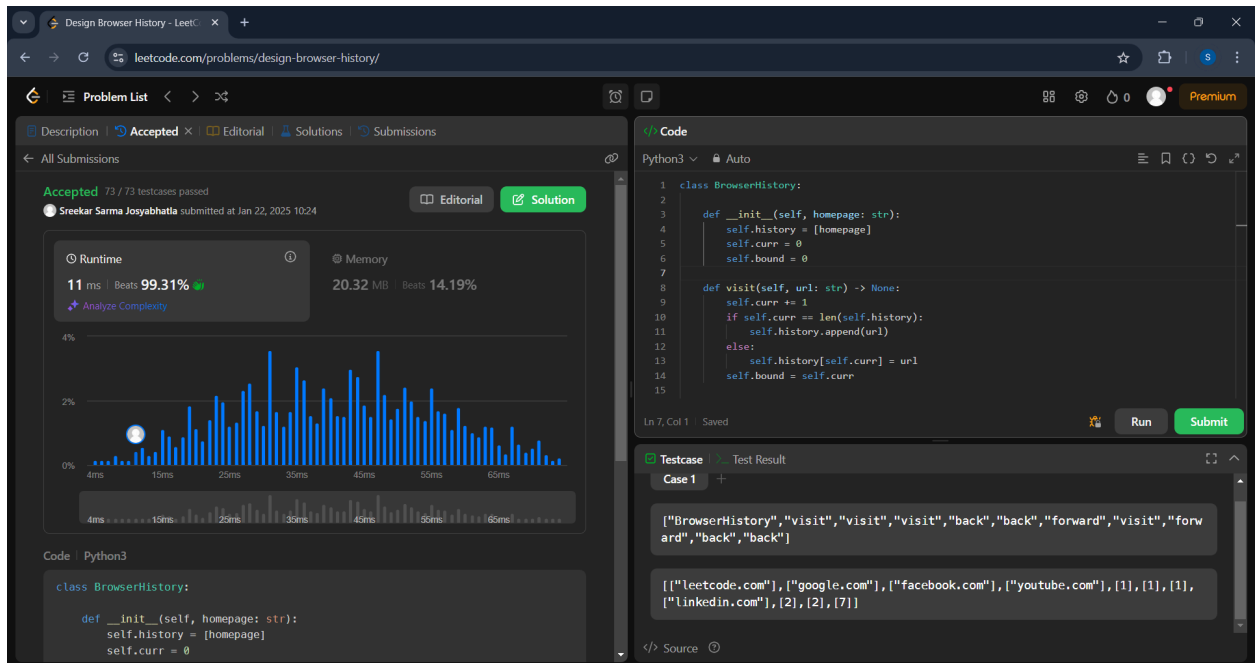 Design Browser History - LeetC
leetcode.com/problems/design-browser-history/
S
Problem List
0
Premium
Description
Accepted
Editorial
Solutions
Submissions
All Submissions
Accepted 73 / 73 testcases passed
Sreekar Sarma Josyabhatla submitted at Jan 22, 2025 10:24
Editorial
Solution
Runtime
11 ms | Beats 99.31%
Analyze Complexity
Memory
20.32 MB | Beats 14.19%
4%
2%
0%
4ms 15ms 25ms 35ms 45ms 55ms 65ms
4ms 15ms 25ms 35ms 45ms 55ms 65ms
Code | Python3
class BrowserHistory:
def __init__(self, homepage: str):
self.history = [homepage]
self.curr = 0
</> Code
Python3
Auto
1 class BrowserHistory:
2
3 def __init__(self, homepage: str):
4 self.history = [homepage]
5 self.curr = 0
6 self.bound = 0
7
8 def visit(self, url: str) -> None:
9 self.curr += 1
10 if self.curr == len(self.history):
11 self.history.append(url)
12 else:
13 self.history[self.curr] = url
14 self.bound = self.curr
15
Ln 7, Col 1 | Saved
Run
Submit
Testcase
Test Result
Case 1
["BrowserHistory","visit","visit","visit","back","back","forward","visit","forw
ard","back","back"]
[["leetcode.com"],["google.com"],["facebook.com"],["youtube.com"],[1],[1],[1],
["linkedin.com"],[2],[2],[7]]
</> Source